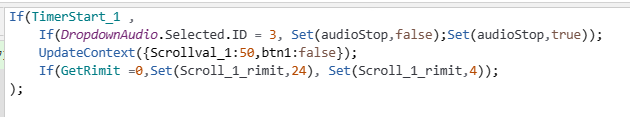 If(TimerStart_1 ,
If(DropdownAudio.Selected.ID = 3, Set(audioStop,false);Set(audioStop,true));
UpdateContext({Scrollval_1:50,btn1:false});
If(GetRimit =0,Set(Scroll_1_rimit,24), Set(Scroll_1_rimit,4));
);